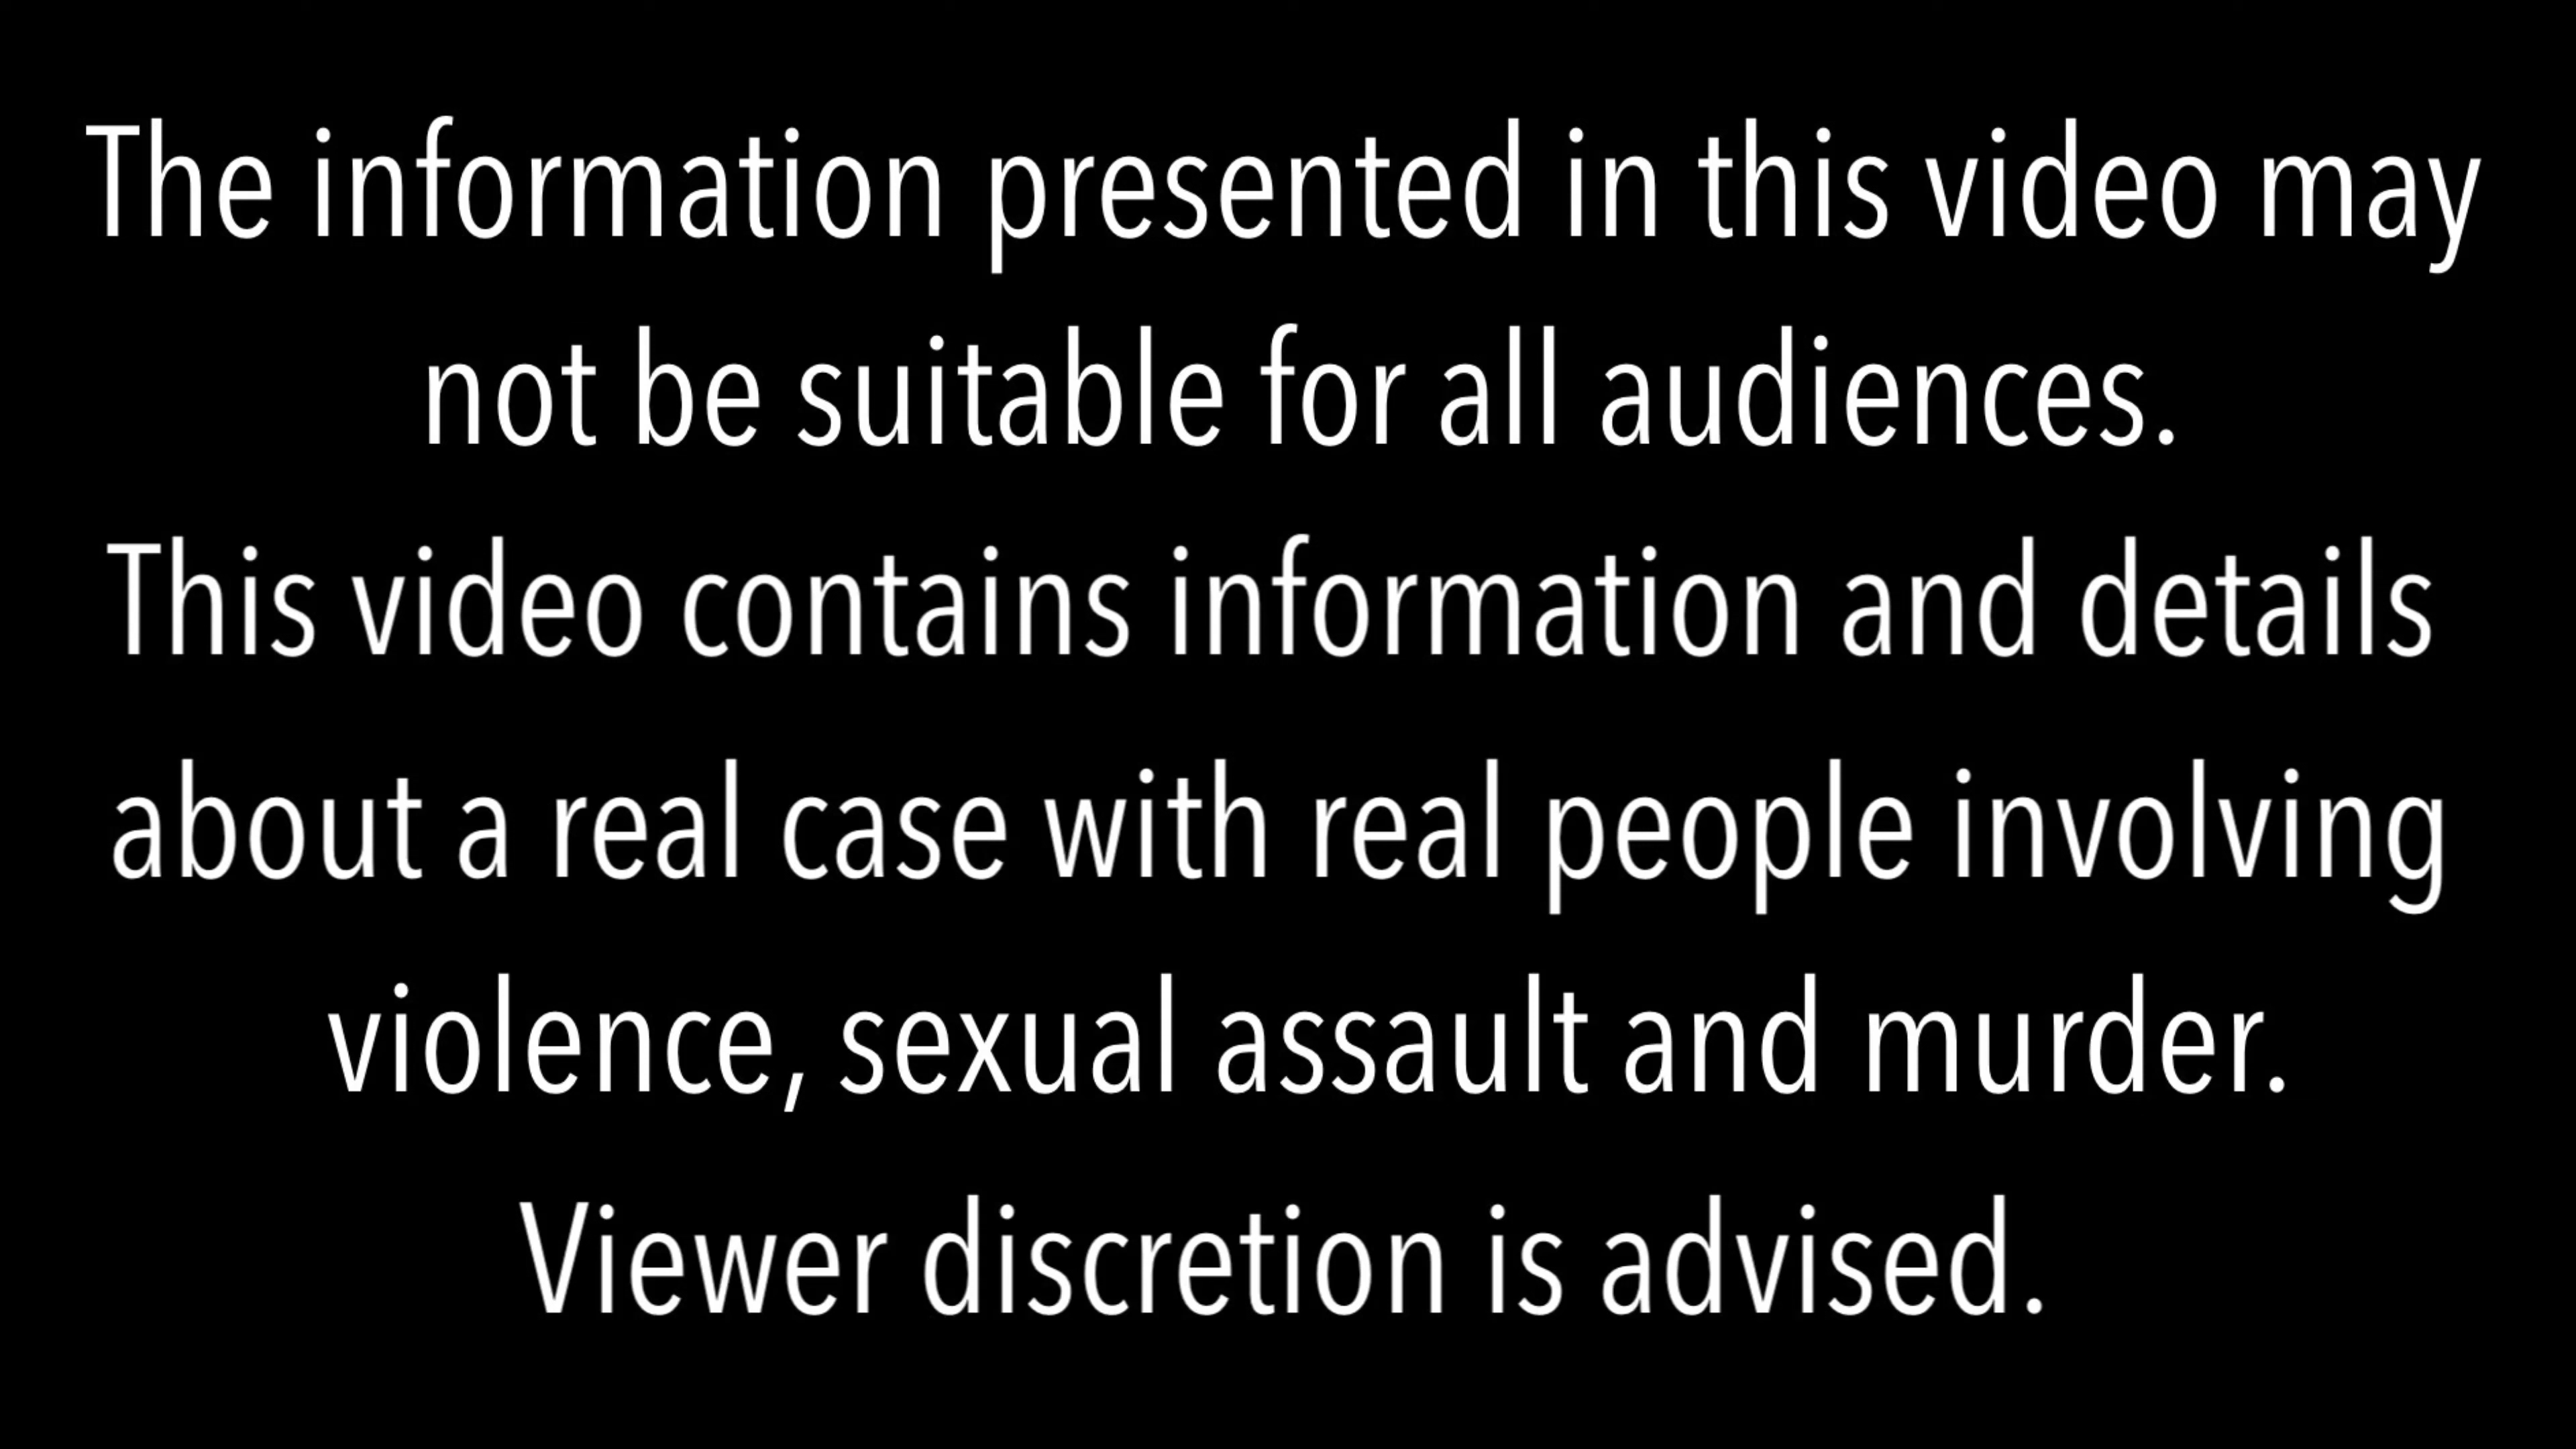 The information presented in this video may
not be suitable for all audiences.
This video contains information and details
about a real case with real people involving
violence, sexual assault and murder.
Viewer discretion is advised.